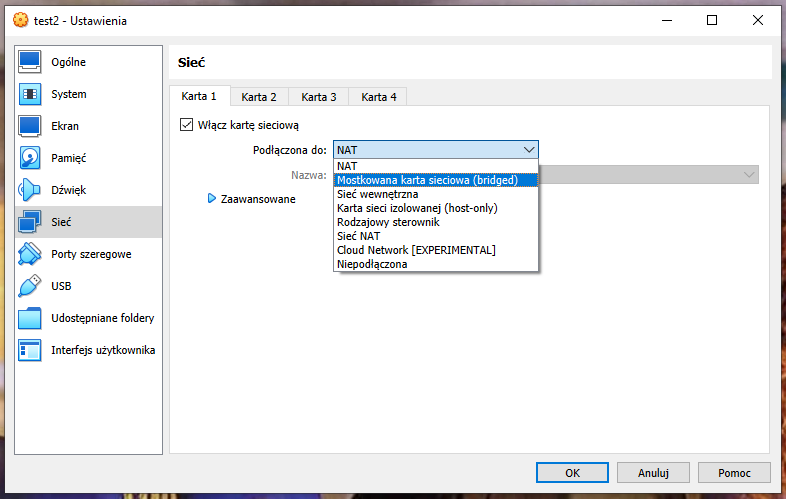 test2 - Ustawienia
Ogólne
System
Ekran
Pamięć
Dźwięk
Sieć
Porty szeregowe
USB
Udostępniane foldery
Interfejs użytkownika
Sieć
Karta 1 Karta 2 Karta 3 Karta 4
Włącz kartę sieciową
Podłączona do: NAT
Nazwa:
Zaawansowane
NAT
Mostkowana karta sieciowa (bridged)
Sieć wewnętrzna
Karta sieci izolowanej (host-only)
Rodzajowy sterownik
Sieć NAT
Cloud Network [EXPERIMENTAL]
Niepodłączona
OK Anuluj Pomoc